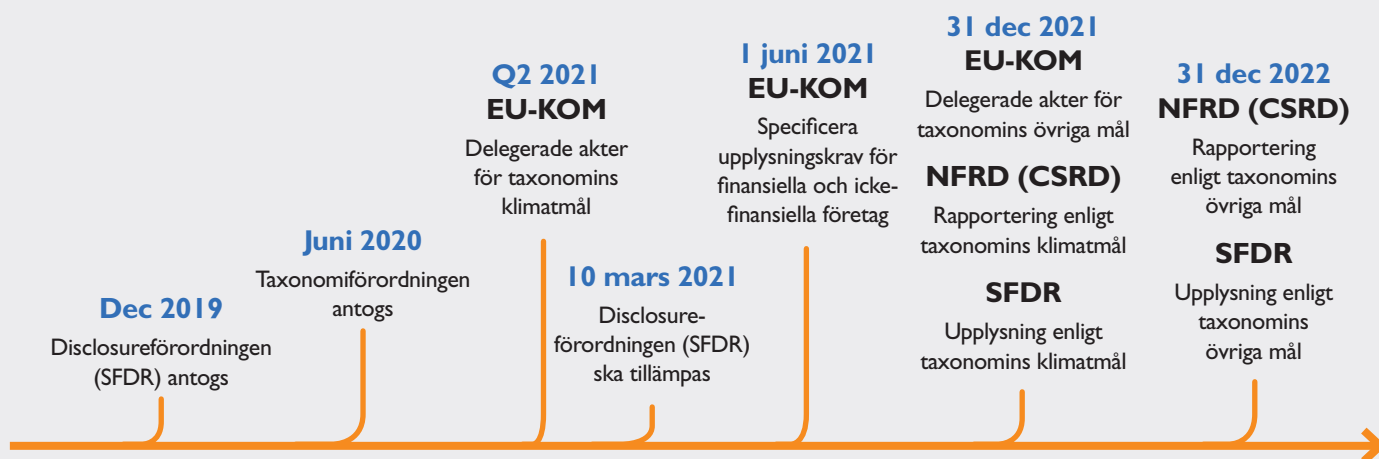 Dec 2019
Disclosureförordningen
(SFDR) antogs
Juni 2020
Taxonomiförordningen
antogs
Q2 2021
EU-KOM
Delegerade akter
för taxonomins
klimatmål
10 mars 2021
Disclosure-
förordningen (SFDR)
ska tillämpas
1 juni 2021
EU-KOM
Specificera
upplysningskrav för
finansiella och icke-
finansiella företag
31 dec 2021
EU-KOM
Delegerade akter för
taxonomins övriga mål
NFRD (CSRD)
Rapportering enligt
taxonomins klimatmål
SFDR
Upplysning enligt
taxonomins klimatmål
31 dec 2022
NFRD (CSRD)
Rapportering
enligt taxonomins
övriga mål
SFDR
Upplysning enligt
taxonomins
övriga mål